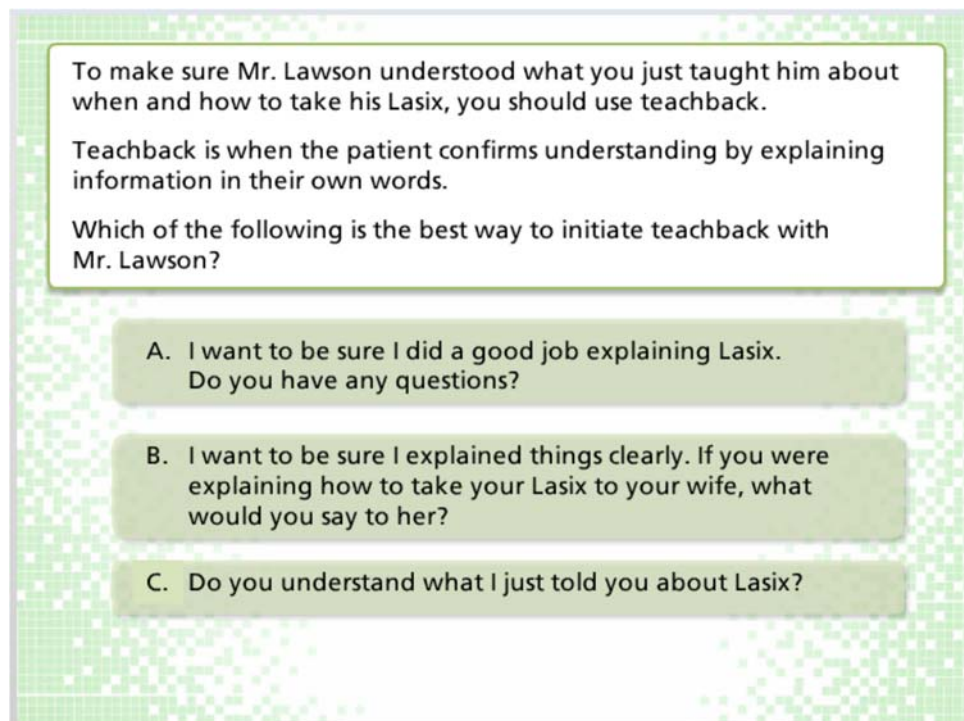 To make sure Mr. Lawson understood what you just taught him about
when and how to take his Lasix, you should use teachback.
Teachback is when the patient confirms understanding by explaining
information in their own words.
Which of the following is the best way to initiate teachback with
Mr. Lawson?
A. I want to be sure I did a good job explaining Lasix.
Do you have any questions?
B. I want to be sure I explained things clearly. If you were
explaining how to take your Lasix to your wife, what
would you say to her?
C. Do you understand what I just told you about Lasix?